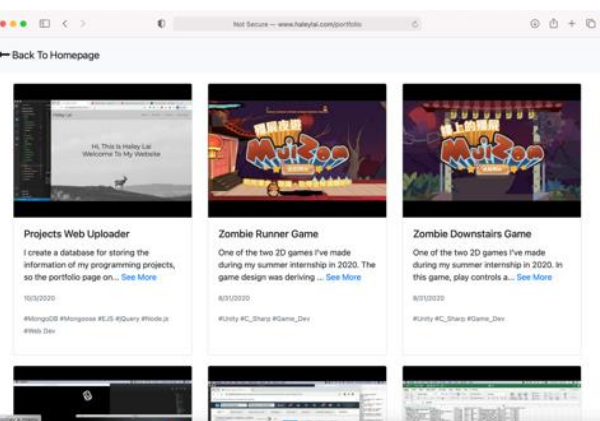 Not Secure — www.haleylai.com/portfolio
Back To Homepage
Haley Lai
Hi, This Is Haley Lai
Welcome To My Website
MuiZom
MuiZom
Projects Web Uploader
I create a database for storing the
information of my programming projects,
so the portfolio page on... See More
10/3/2020
#MongoDB #Mongoose #EJS #jQuery #Node.js
#Web Dev
Zombie Runner Game
One of the two 2D games I've made
during my summer internship in 2020. The
game design was deriving ... See More
8/31/2020
#Unity #C_Sharp #Game_Dev
Zombie Downstairs Game
One of the two 2D games I've made
during my summer internship in 2020. In
this game, play controls a... See More
8/31/2020
#Unity #C_Sharp #Game_Dev